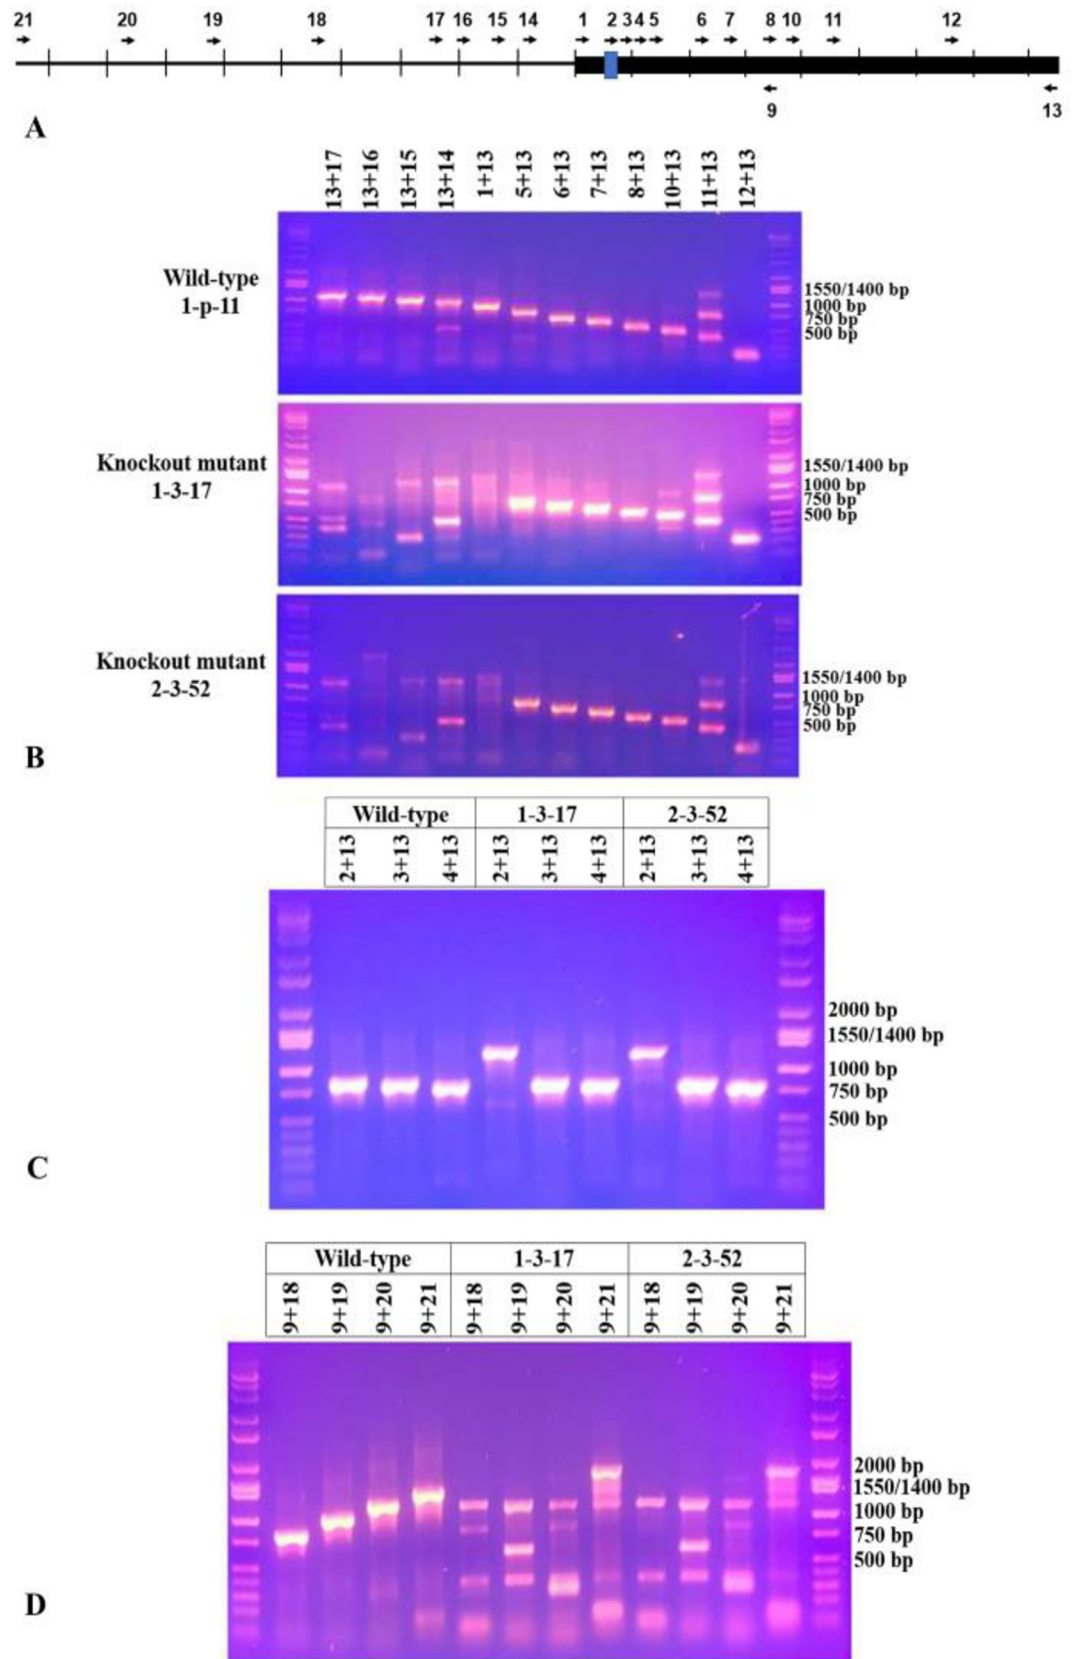 21 20 19 18 17 16 15 14 1 2 3 4 5 6 7 8 10 11 12
9 13
A
13+17 13+16 13+15 13+14 1+13 5+13 6+13 7+13 8+13 10+13 11+13 12+13
Wild-type
1-p-11
1550/1400 bp
1000 bp
750 bp
500 bp
Knockout mutant
1-3-17
1550/1400 bp
1000 bp
750 bp
500 bp
Knockout mutant
2-3-52
1550/1400 bp
1000 bp
750 bp
500 bp
B
Wild-type 1-3-17 2-3-52
2+13 3+13 4+13 2+13 3+13 4+13 2+13 3+13 4+13
2000 bp
1550/1400 bp
1000 bp
750 bp
500 bp
C
Wild-type 1-3-17 2-3-52
9+18 9+19 9+20 9+21 9+18 9+19 9+20 9+21 9+18 9+19 9+20 9+21
2000 bp
1550/1400 bp
1000 bp
750 bp
500 bp
D